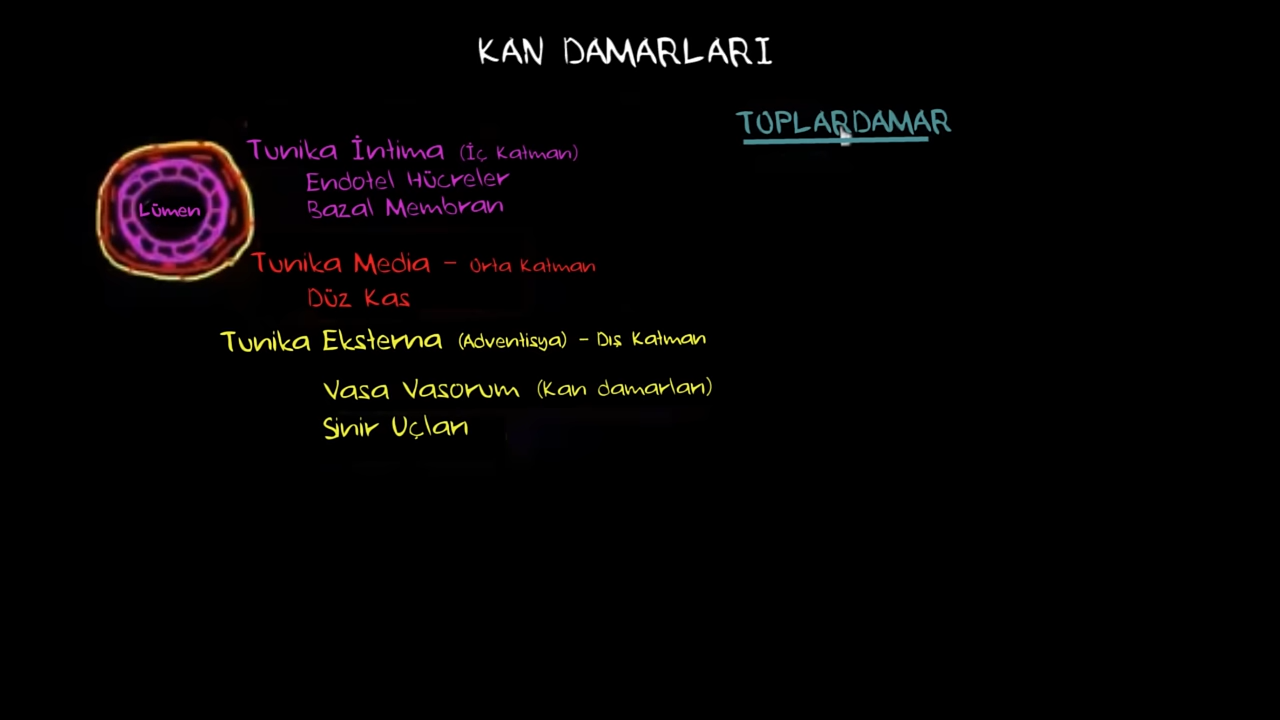 KAN DAMARLARI
TOPLARDAMAR
Lümen
Tunika İntima (İç Katman)
Endotel Hücreler
Bazal Membran
Tunika Media - Orta Katman
Düz Kas
Tunika Eksterna (Adventisya) - Dış Katman
Vasa Vasorum (Kan damarları)
Sinir Uçları